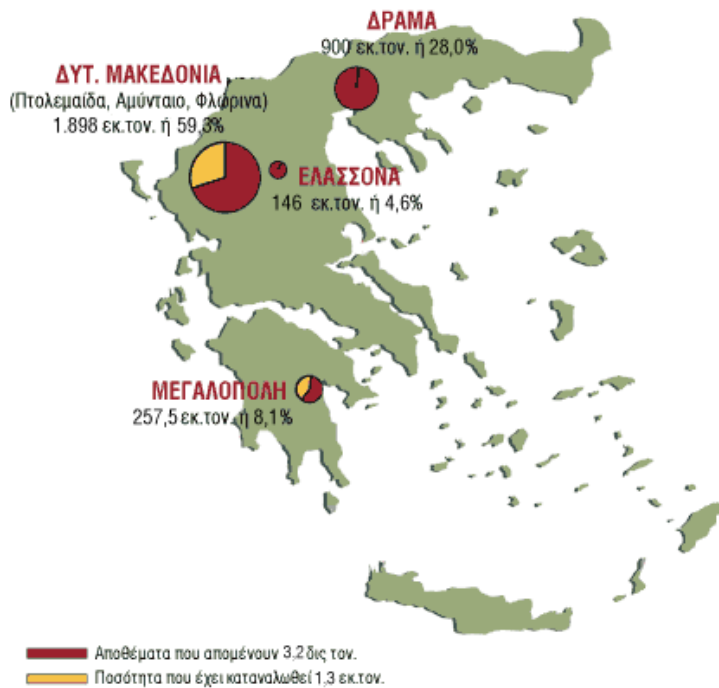 ΔΡΑΜΑ
900 εκ.τον. ή 28,0%
ΔΥΤ. ΜΑΚΕΔΟΝΙΑ
(Πτολεμαίδα, Αμύνταιο, Φλώρινα)
1.898 εκ.τον. ή 59,3%
ΕΛΑΣΣΟΝΑ
146 εκ.τον. ή 4,6%
ΜΕΓΑΛΟΠΟΛΗ
257,5 εκ.τον. ή 8,1%
Αποθέματα που απομένουν 3,2 δις τον.
Ποσότητα που έχει καταναλωθεί 1,3 εκ.τον.